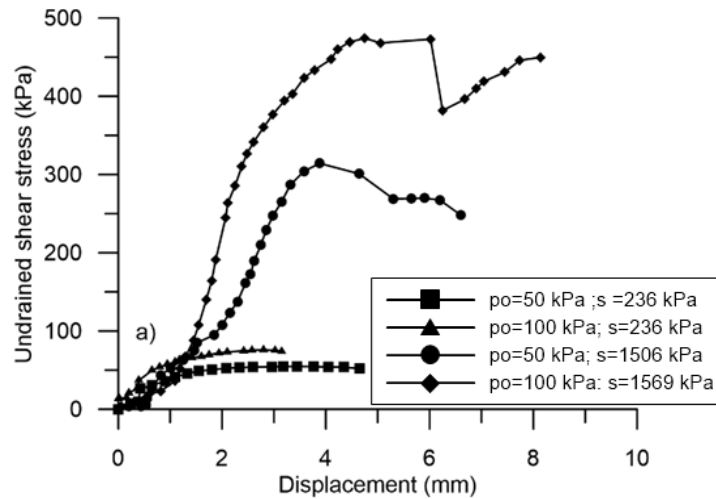 500
400
300
200
100
0
Undrained shear stress (kPa)
a)
po=50 kPa ;s =236 kPa
po=100 kPa; s=236 kPa
po=50 kPa; s=1506 kPa
po=100 kPa: s=1569 kPa
0 2 4 6 8 10
Displacement (mm)